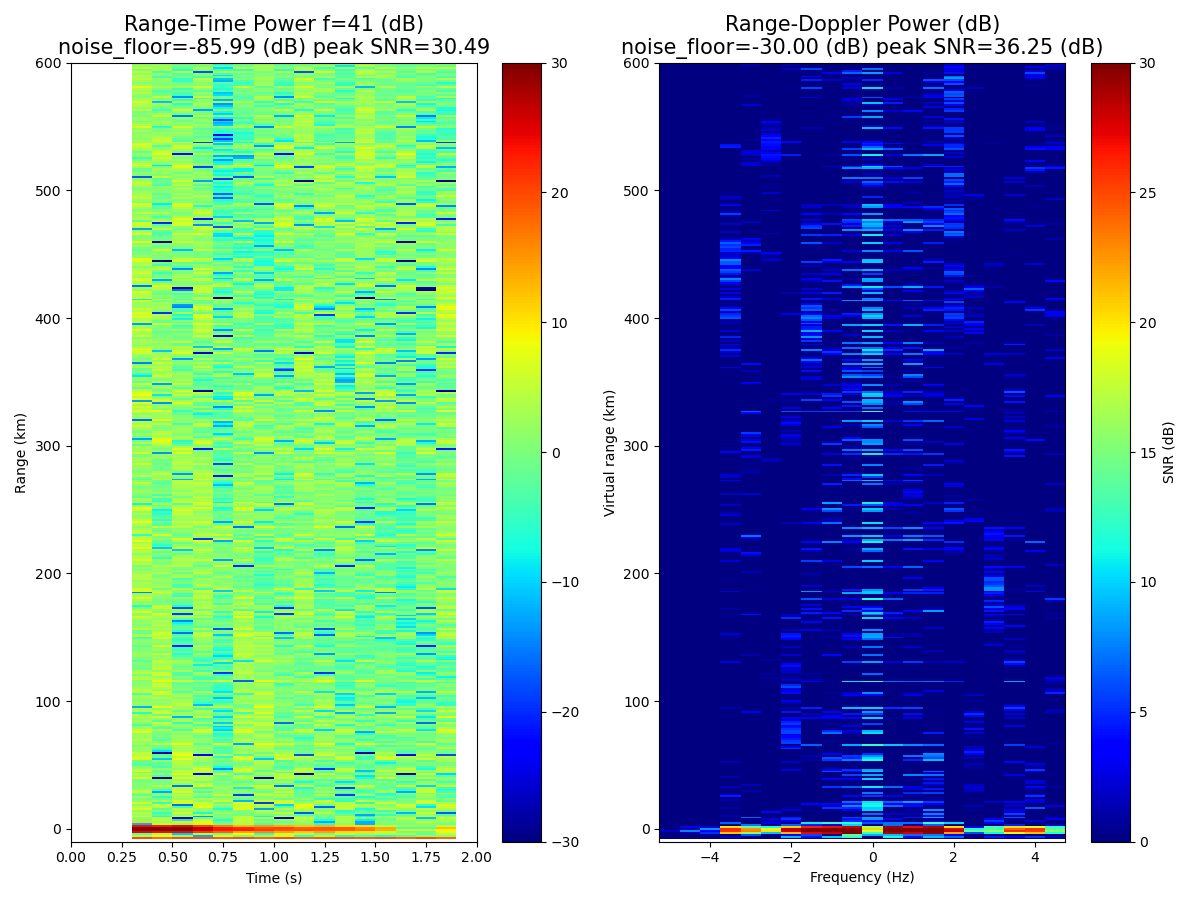 Range-Time Power f=41 (dB)
noise_floor=-85.99 (dB) peak SNR=30.49
600
500
400
300
200
100
0
Range (km)
0.00 0.25 0.50 0.75 1.00 1.25 1.50 1.75 2.00
Time (s)
30
20
10
0
−10
−20
−30
Range-Doppler Power (dB)
noise_floor=-30.00 (dB) peak SNR=36.25 (dB)
600
500
400
300
200
100
0
Virtual range (km)
−4 −2 0 2 4
Frequency (Hz)
30
25
20
15
10
5
0
SNR (dB)